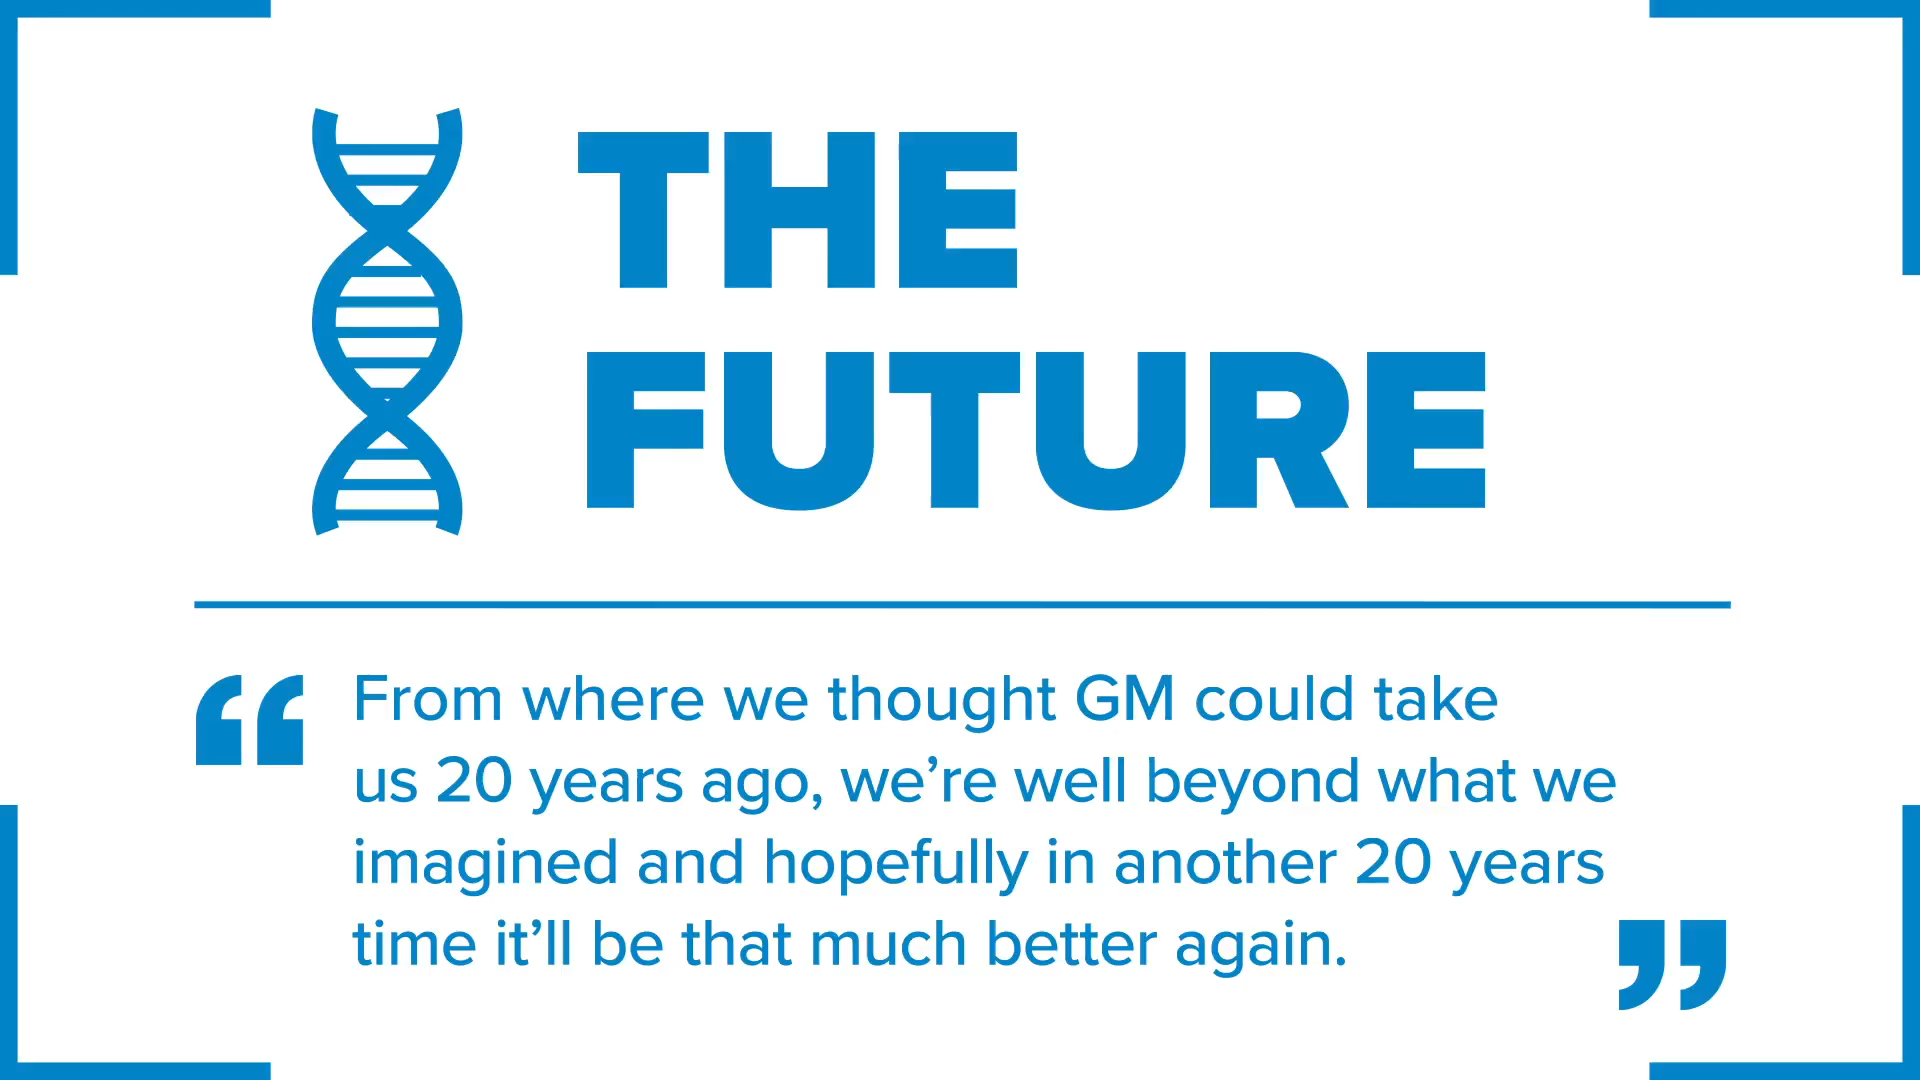 THE
FUTURE
“From where we thought GM could take
us 20 years ago, we’re well beyond what we
imagined and hopefully in another 20 years
time it’ll be that much better again.”